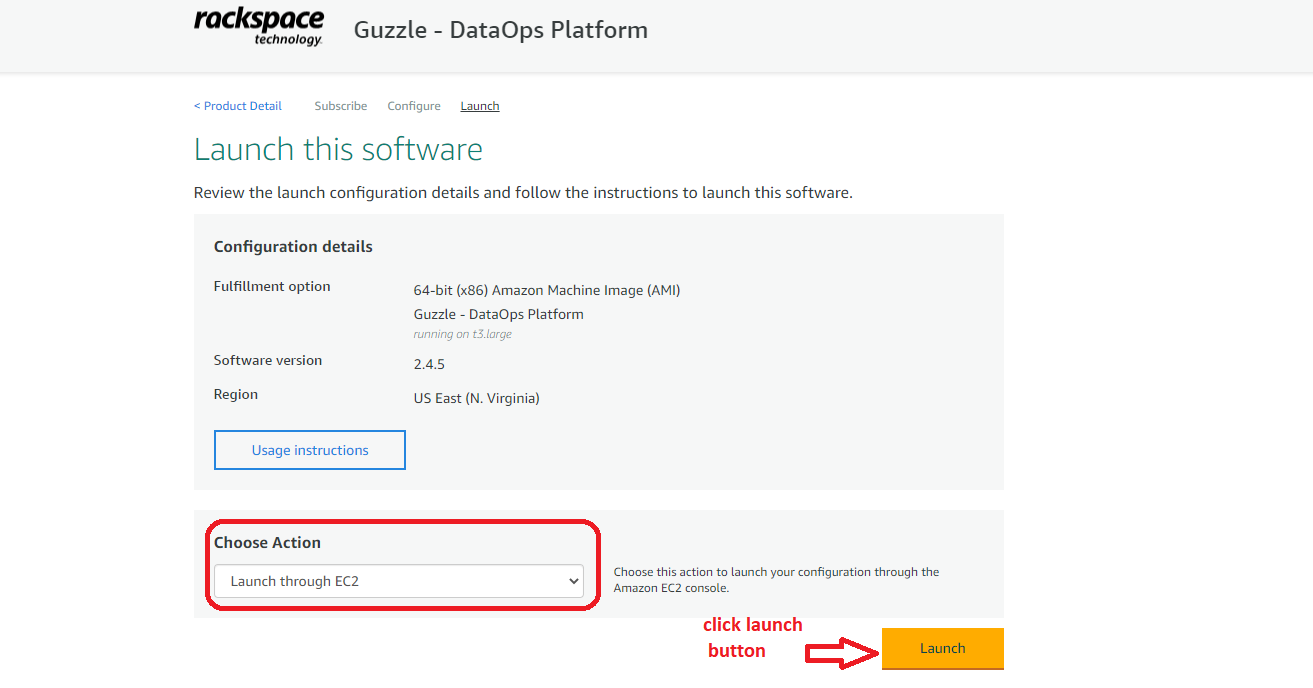 rackspace
technology.
Guzzle - DataOps Platform
< Product Detail Subscribe Configure Launch
Launch this software
Review the launch configuration details and follow the instructions to launch this software.
Configuration details
Fulfillment option
64-bit (x86) Amazon Machine Image (AMI)
Guzzle - DataOps Platform
running on t3.large
Software version
2.4.5
Region
US East (N. Virginia)
Usage instructions
Choose Action
Launch through EC2
Choose this action to launch your configuration through the
Amazon EC2 console.
click launch
button
Launch